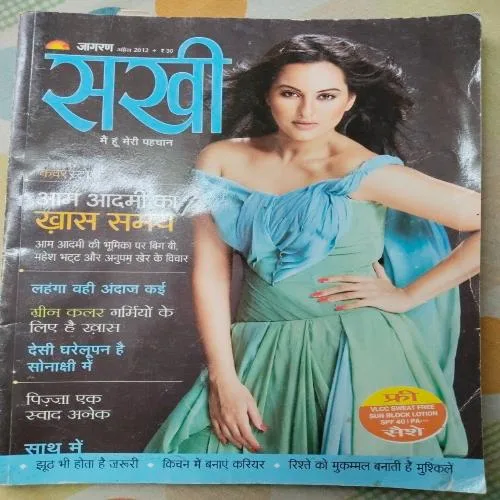 जागरण अप्रैल 2012 • ₹ 30
सखी
मैं हूं मेरी पहचान
कवर स्टोरी
आम आदमी का
ख़ास समय
आम आदमी की भूमिका पर बिग बी,
महेश भट्ट और अनुपम खेर के विचार
लहंगा वही अंदाज कई
ग्रीन कलर गर्मियों के
लिए है ख़ास
देसी घरेलूपन है
सोनाक्षी में
पिज़्ज़ा एक
स्वाद अनेक
फ्री
VLCC SWEAT FREE
SUN BLOCK LOTION
SPF 40 | PA+++
सैशे
साथ में
• झूठ भी होता है जरूरी • किचन में बनाएं करियर • रिश्ते को मुकम्मल बनाती हैं मुश्किलें